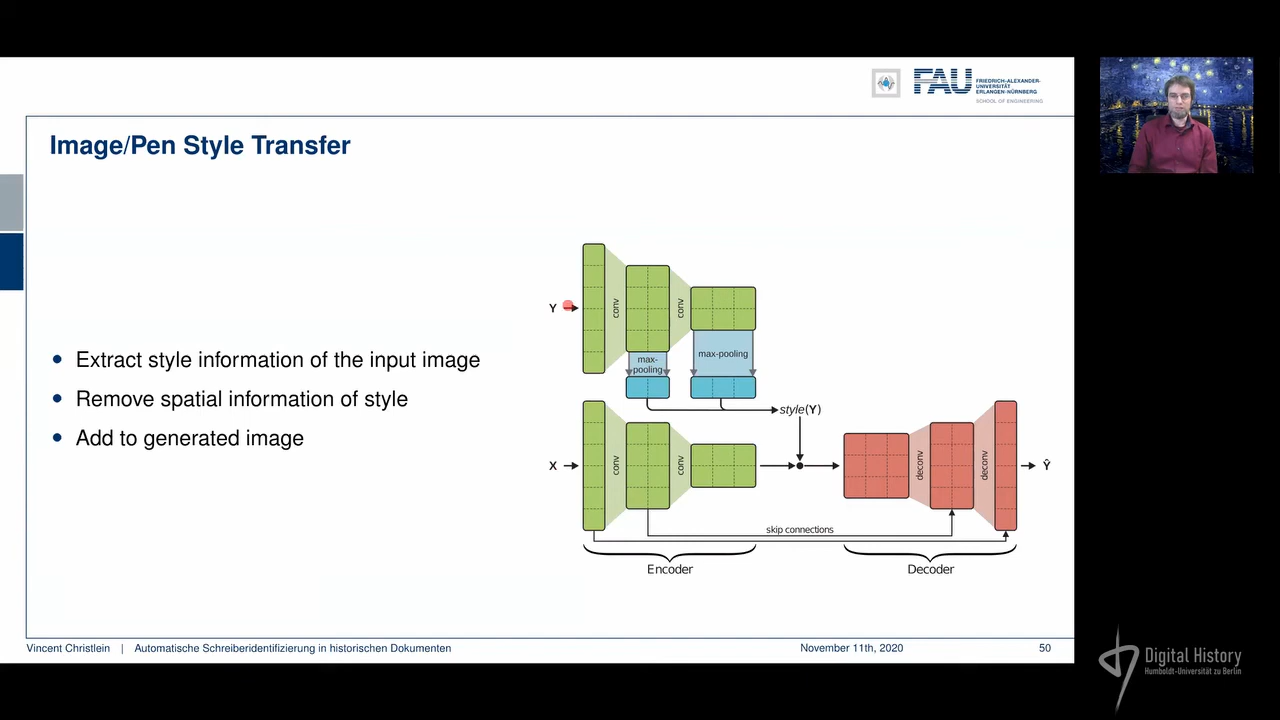 FAU
FRIEDRICH-ALEXANDER-
UNIVERSITÄT
ERLANGEN-NÜRNBERG
SCHOOL OF ENGINEERING
Image/Pen Style Transfer
• Extract style information of the input image
• Remove spatial information of style
• Add to generated image
Y
conv
conv
max-
pooling
max-pooling
style(Y)
X
conv
conv
deconv
deconv
Ŷ
skip connections
Encoder
Decoder
Vincent Christlein | Automatische Schreiberidentifizierung in historischen Dokumenten
November 11th, 2020
50
Digital History
Humboldt-Universität zu Berlin